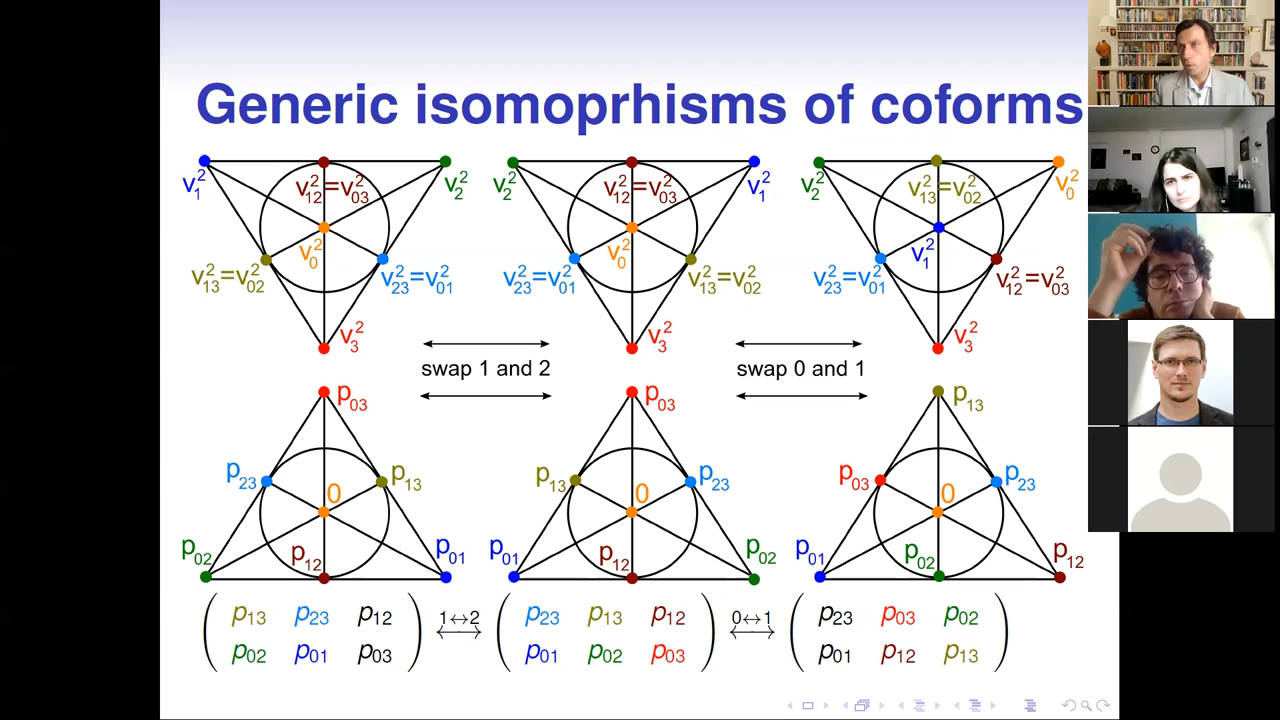 Generic isomoprhisms of coforms
v₁² v₁₂²=v₀₃² v₂² v₂² v₁₂²=v₀₃² v₁² v₂² v₁₃²=v₀₂² v₀²
v₀² v₀² v₁²
v₁₃²=v₀₂² v₂₃²=v₀₁² v₂₃²=v₀₁² v₁₃²=v₀₂² v₂₃²=v₀₁² v₁₂²=v₀₃²
v₃² v₃² v₃²
swap 1 and 2 swap 0 and 1
p₀₃ p₀₃ p₁₃
p₂₃ p₁₃ p₁₃ p₂₃ p₀₃ p₂₃
0 0 0
p₀₂ p₁₂ p₀₁ p₀₁ p₁₂ p₀₂ p₀₁ p₀₂ p₁₂
p₁₃ p₂₃ p₁₂ 1↔2 p₂₃ p₁₃ p₁₂ 0↔1 p₂₃ p₀₃ p₀₂
p₀₂ p₀₁ p₀₃ p₀₁ p₀₂ p₀₃ p₀₁ p₁₂ p₁₃